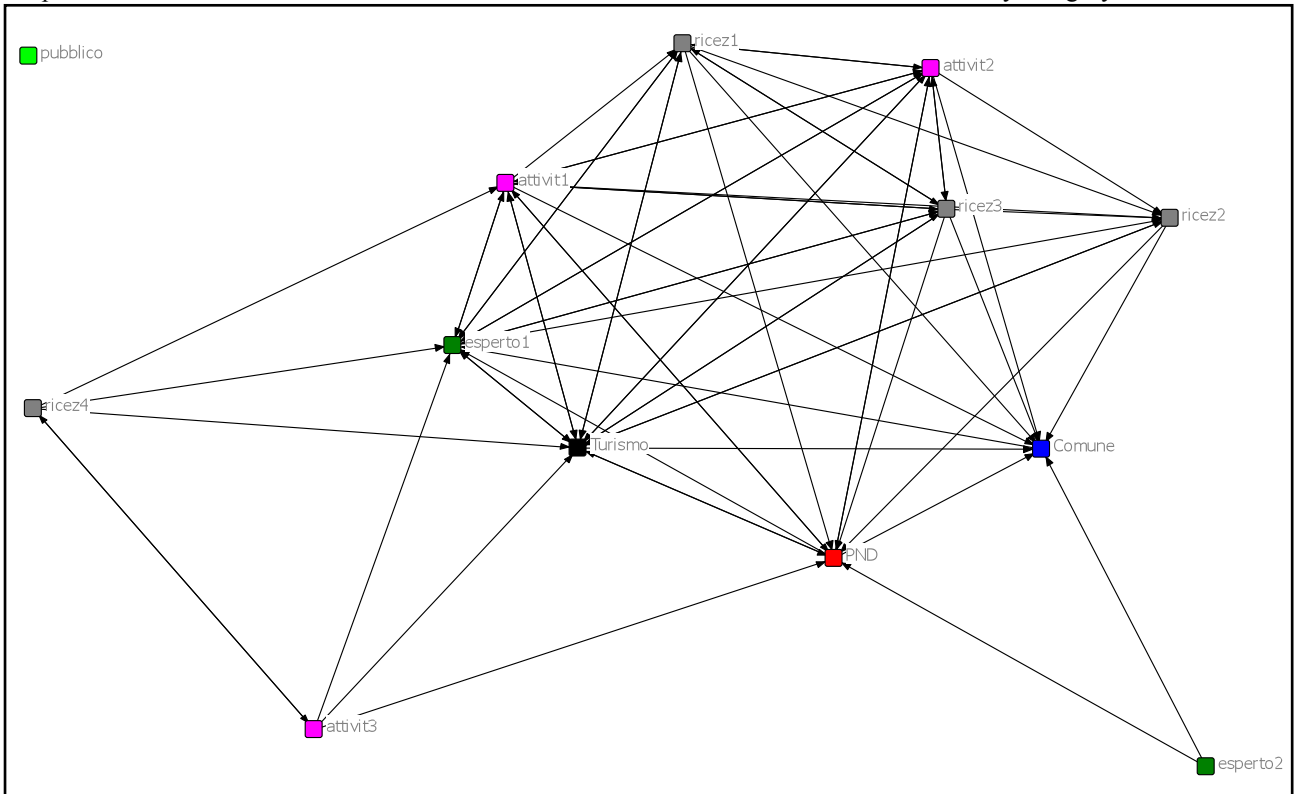 pubblico
ricez1
attivit2
attivit1
ricez3
ricez2
esperto1
ricez4
Turismo
Comune
PND
attivit3
esperto2